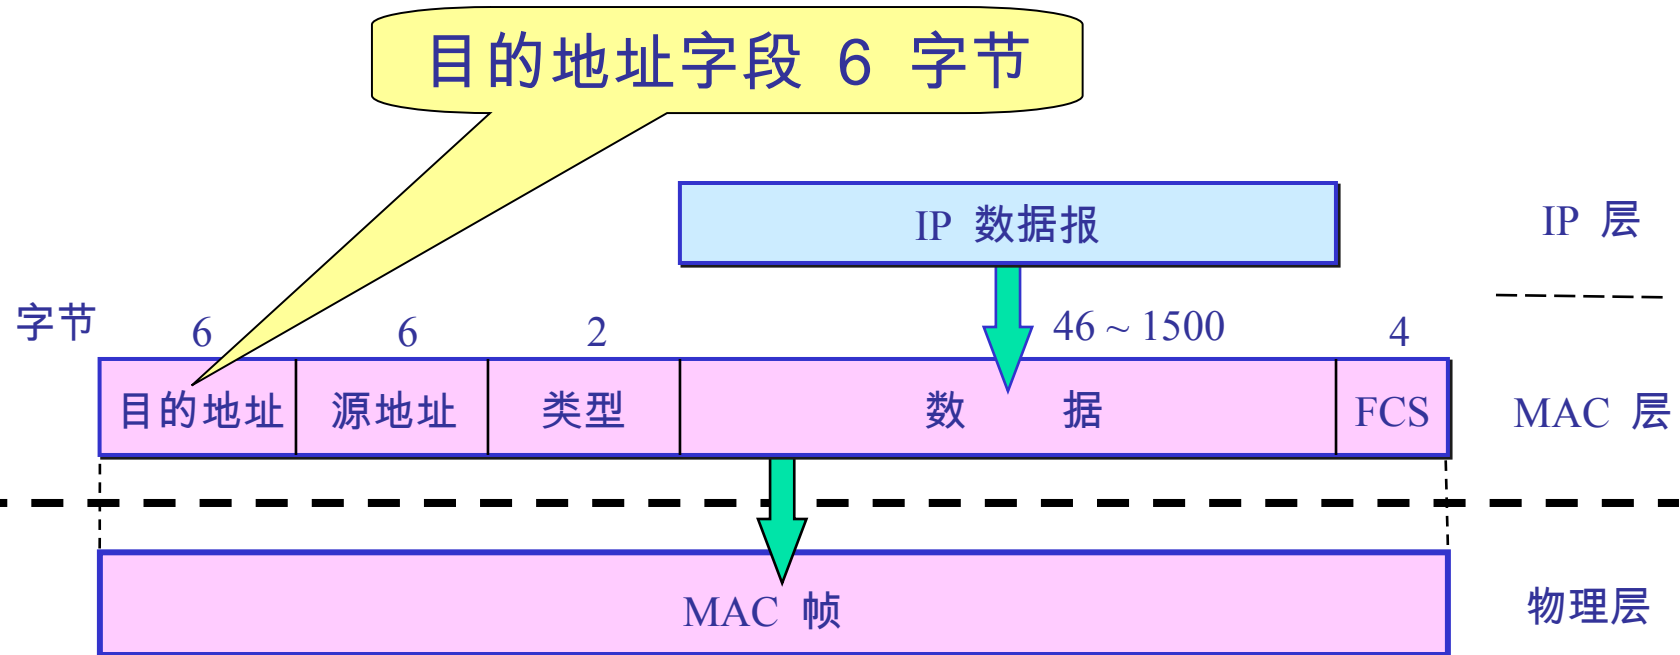 目的地址字段 6 字节
IP 数据报
IP 层
字节
6
6
2
46 ~ 1500
4
目的地址
源地址
类型
数 据
FCS
MAC 层
MAC 帧
物理层